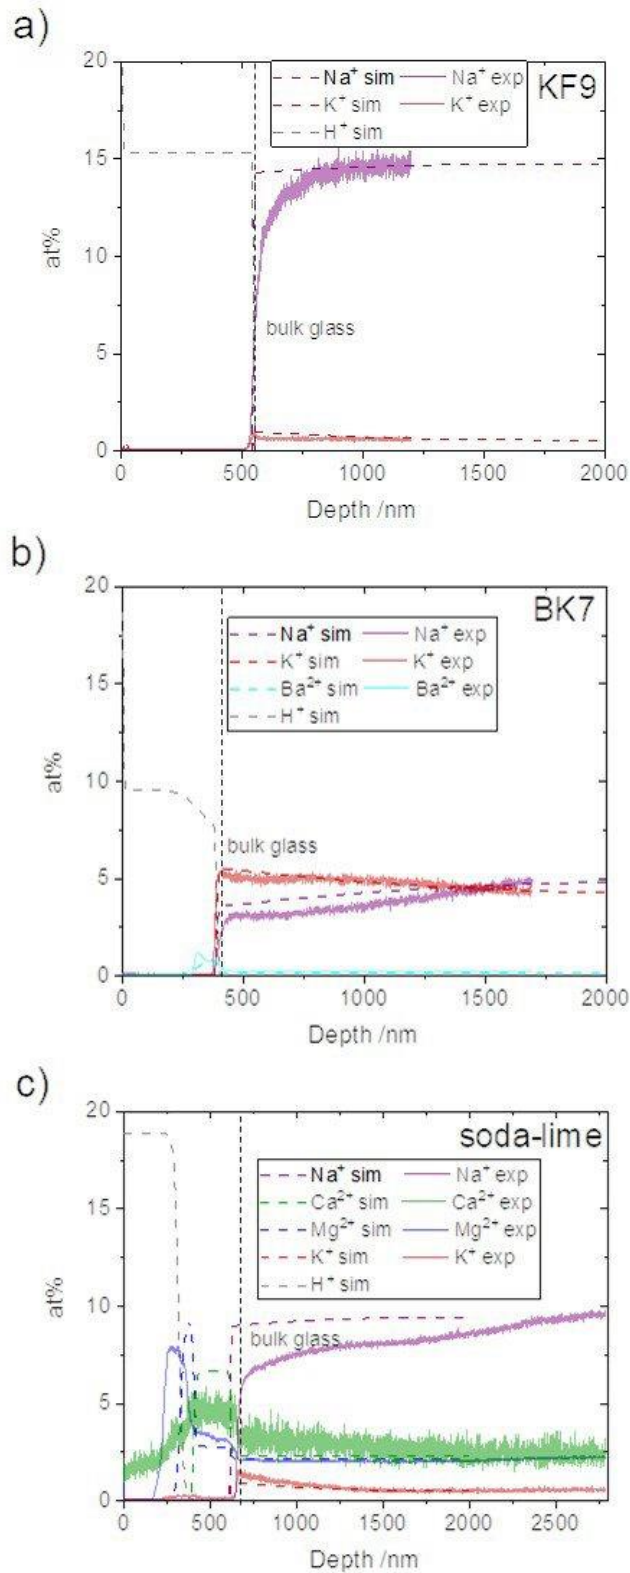 a)
20
15
10
5
0
at%
Na⁺ sim Na⁺ exp
K⁺ sim K⁺ exp
H⁺ sim
KF9
bulk glass
0 500 1000 1500 2000
Depth /nm
b)
20
15
10
5
0
at%
BK7
Na⁺ sim Na⁺ exp
K⁺ sim K⁺ exp
Ba²⁺ sim Ba²⁺ exp
H⁺ sim
bulk glass
0 500 1000 1500 2000
Depth /nm
c)
20
15
10
5
0
at%
soda-lime
Na⁺ sim Na⁺ exp
Ca²⁺ sim Ca²⁺ exp
Mg²⁺ sim Mg²⁺ exp
K⁺ sim K⁺ exp
H⁺ sim
bulk glass
0 500 1000 1500 2000 2500
Depth /nm